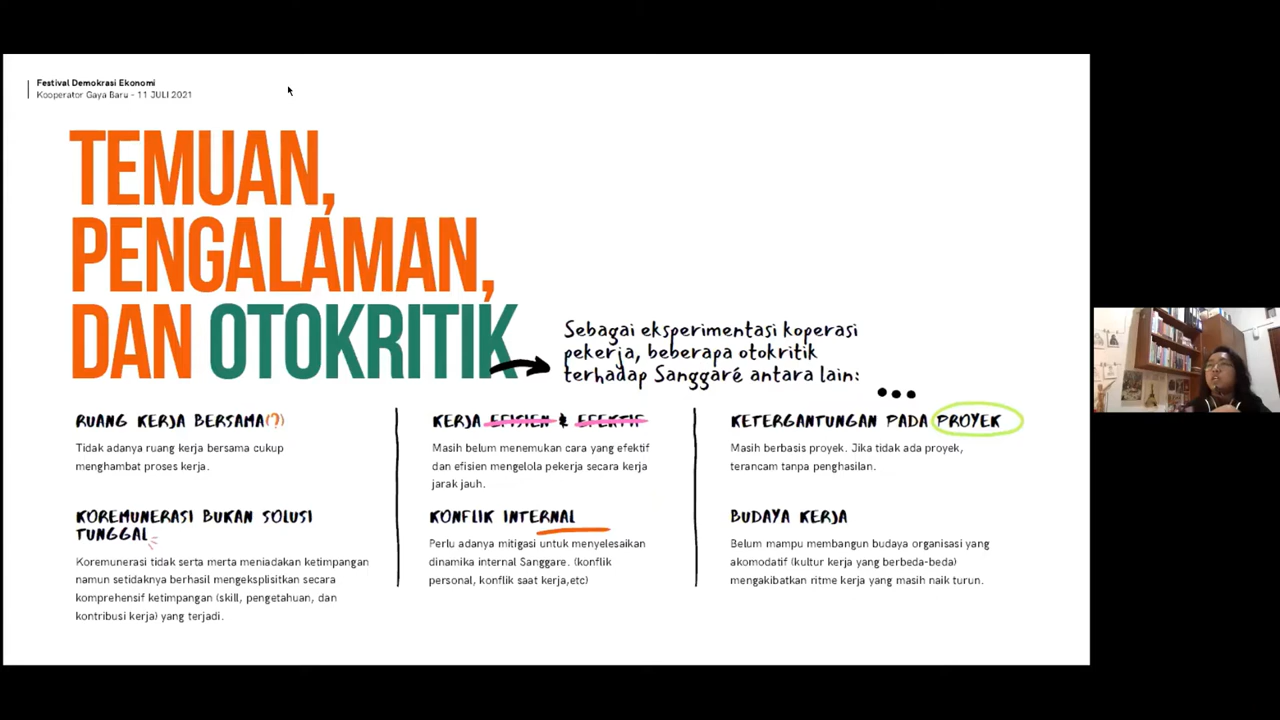 Festival Demokrasi Ekonomi
Kooperator Gaya Baru - 11 JULI 2021
TEMUAN,
PENGALAMAN,
DAN OTOKRITIK
Sebagai eksperimentasi koperasi
pekerja, beberapa otokritik
terhadap Sanggaré antara lain:
RUANG KERJA BERSAMA(?)
Tidak adanya ruang kerja bersama cukup
menghambat proses kerja.
KOREMUNERASI BUKAN SOLUSI
TUNGGAL
Koremunerasi tidak serta merta meniadakan ketimpangan
namun setidaknya berhasil mengeksplisitkan secara
komprehensif ketimpangan (skill, pengetahuan, dan
kontribusi kerja) yang terjadi.
KERJA EFISIEN & EFEKTIF
Masih belum menemukan cara yang efektif
dan efisien mengelola pekerja secara kerja
jarak jauh.
KONFLIK INTERNAL
Perlu adanya mitigasi untuk menyelesaikan
dinamika internal Sanggare. (konflik
personal, konflik saat kerja,etc)
KETERGANTUNGAN PADA PROYEK
Masih berbasis proyek. Jika tidak ada proyek,
terancam tanpa penghasilan.
BUDAYA KERJA
Belum mampu membangun budaya organisasi yang
akomodatif (kultur kerja yang berbeda-beda)
mengakibatkan ritme kerja yang masih naik turun.